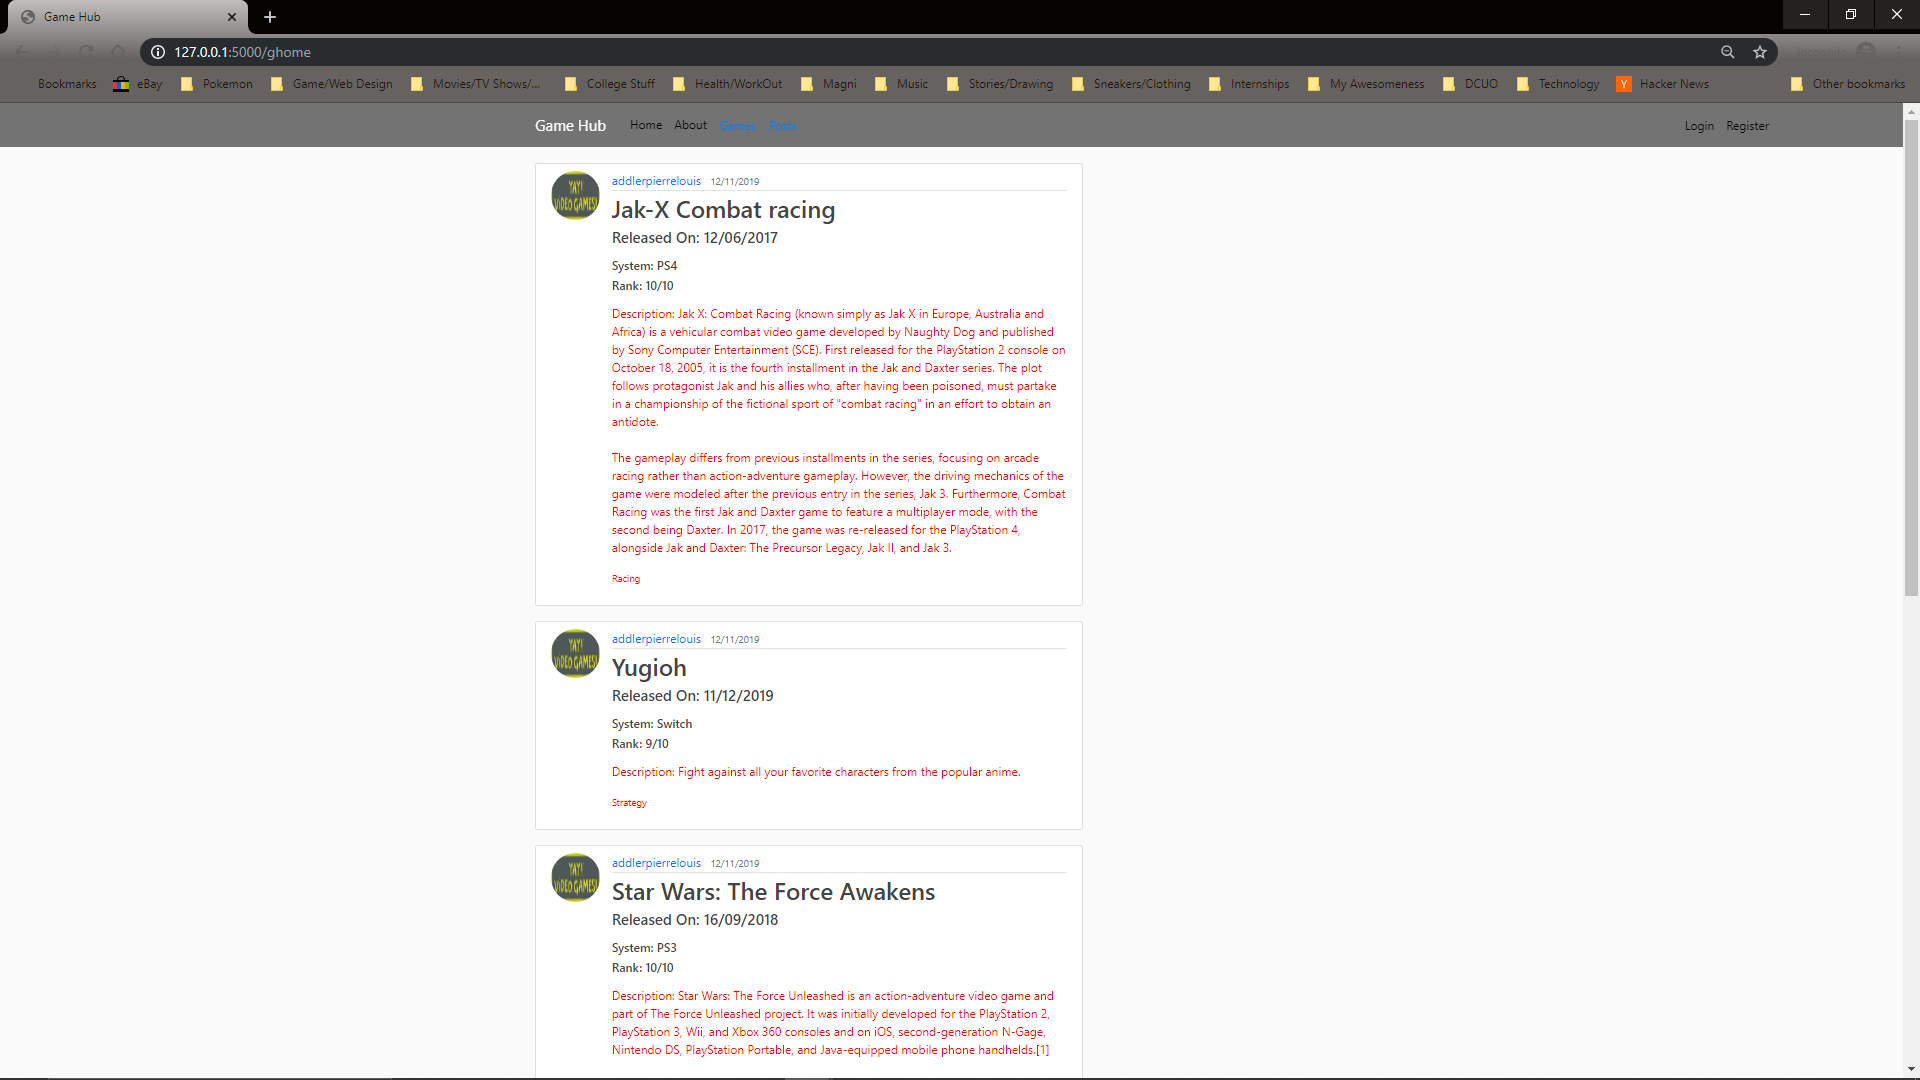 Game Hub
127.0.0.1:5000/ghome
Incognito
Bookmarks eBay Pokemon Game/Web Design Movies/TV Shows/... College Stuff Health/WorkOut Magni Music Stories/Drawing Sneakers/Clothing Internships My Awesomeness DCUO Technology Y Hacker News Other bookmarks
Game Hub Home About Games Posts Login Register
YAY!
VIDEO GAMES!
addlerpierrelouis 12/11/2019
Jak-X Combat racing
Released On: 12/06/2017
System: PS4
Rank: 10/10
Description: Jak X: Combat Racing (known simply as Jak X in Europe, Australia and
Africa) is a vehicular combat video game developed by Naughty Dog and published
by Sony Computer Entertainment (SCE). First released for the PlayStation 2 console on
October 18, 2005, it is the fourth installment in the Jak and Daxter series. The plot
follows protagonist Jak and his allies who, after having been poisoned, must partake
in a championship of the fictional sport of "combat racing" in an effort to obtain an
antidote.
The gameplay differs from previous installments in the series, focusing on arcade
racing rather than action-adventure gameplay. However, the driving mechanics of the
game were modeled after the previous entry in the series, Jak 3. Furthermore, Combat
Racing was the first Jak and Daxter game to feature a multiplayer mode, with the
second being Daxter. In 2017, the game was re-released for the PlayStation 4,
alongside Jak and Daxter: The Precursor Legacy, Jak II, and Jak 3.
Racing
YAY!
VIDEO GAMES!
addlerpierrelouis 12/11/2019
Yugioh
Released On: 11/12/2019
System: Switch
Rank: 9/10
Description: Fight against all your favorite characters from the popular anime.
Strategy
YAY!
VIDEO GAMES!
addlerpierrelouis 12/11/2019
Star Wars: The Force Awakens
Released On: 16/09/2018
System: PS3
Rank: 10/10
Description: Star Wars: The Force Unleashed is an action-adventure video game and
part of The Force Unleashed project. It was initially developed for the PlayStation 2,
PlayStation 3, Wii, and Xbox 360 consoles and on iOS, second-generation N-Gage,
Nintendo DS, PlayStation Portable, and Java-equipped mobile phone handhelds.[1]